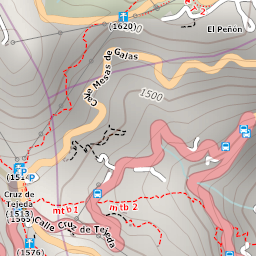 (1620)
El Peñón
Calle Mesas de Galas
1500
P
P
Cruz de
Tejeda
(1513)
mtb 1
mtb 2
Calle Cruz de Tejeda
(1576)